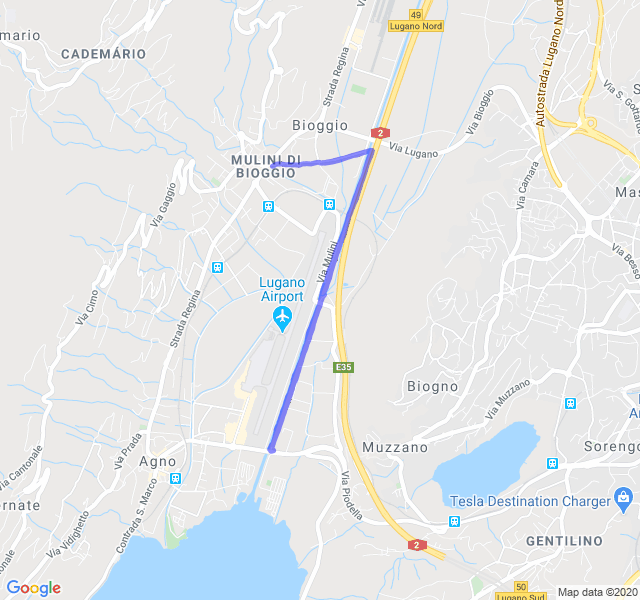 49
Lugano Nord
mario
CADEMÁRIO
Strada Regina
Autostrada Lugano Nord
Via S. Gottardo
Via Bioggio
Bioggio
2
Via Lugano
MULINI DI
BIOGGIO
Via Camara
Mas
Via Gaggio
Via Mulini
Via Besso
Lugano
Airport
Via Cimo
Strada Regina
E35
Biogno
Via Muzzano
Ai
Muzzano
Sorengo
Via Prada
Agno
Via Cantonale
Via Piodella
Contrada S. Marco
Tesla Destination Charger
ernate
Via Vidighetto
2
GENTILINO
Google
50
Lugano Sud
Map data ©2020